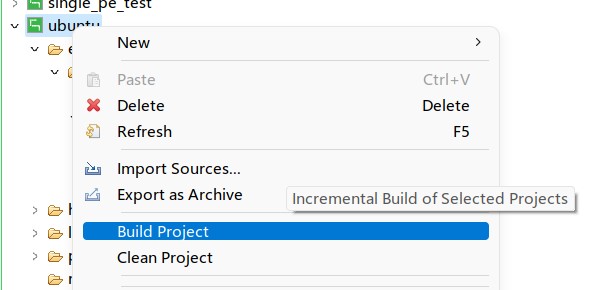 single_pe_test
ubuntu
New
Paste Ctrl+V
Delete Delete
Refresh F5
Import Sources...
Export as Archive
Incremental Build of Selected Projects
Build Project
Clean Project